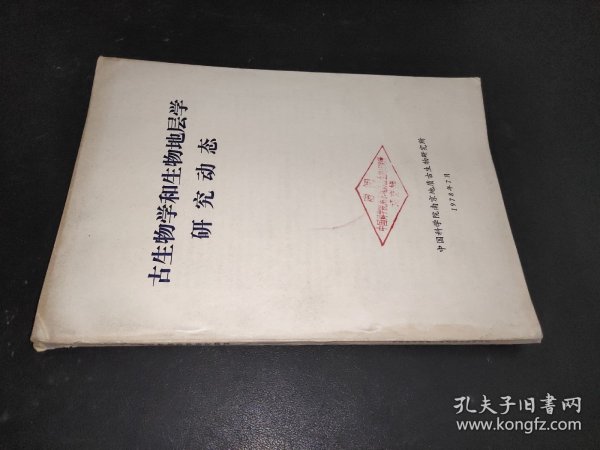 古生物学和生物地层学
研究动态
中国科学院南京地质古生物研究所
1978年7月
孔夫子旧书网
www.kongfz.com